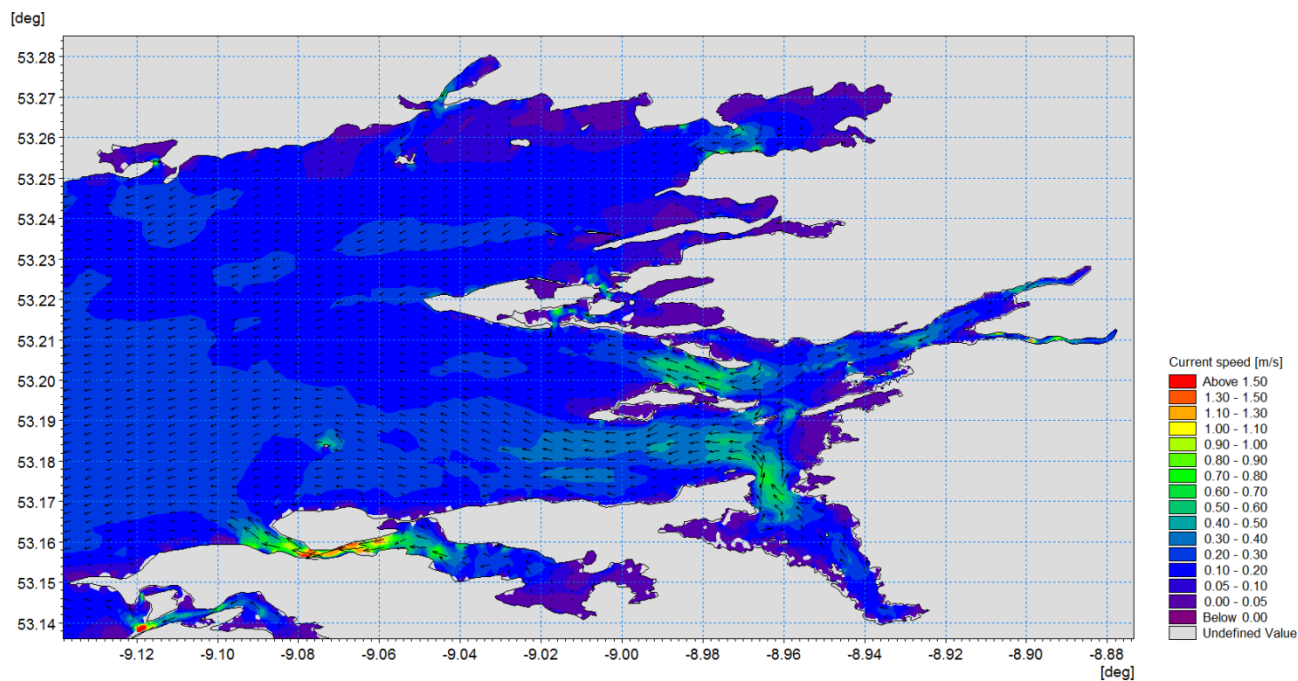 [deg]
53.28
53.27
53.26
53.25
53.24
53.23
53.22
53.21
53.20
53.19
53.18
53.17
53.16
53.15
53.14
-9.12 -9.10 -9.08 -9.06 -9.04 -9.02 -9.00 -8.98 -8.96 -8.94 -8.92 -8.90 -8.88
[deg]
Current speed [m/s]
Above 1.50
1.30 - 1.50
1.10 - 1.30
1.00 - 1.10
0.90 - 1.00
0.80 - 0.90
0.70 - 0.80
0.60 - 0.70
0.50 - 0.60
0.40 - 0.50
0.30 - 0.40
0.20 - 0.30
0.10 - 0.20
0.05 - 0.10
0.00 - 0.05
Below 0.00
Undefined Value